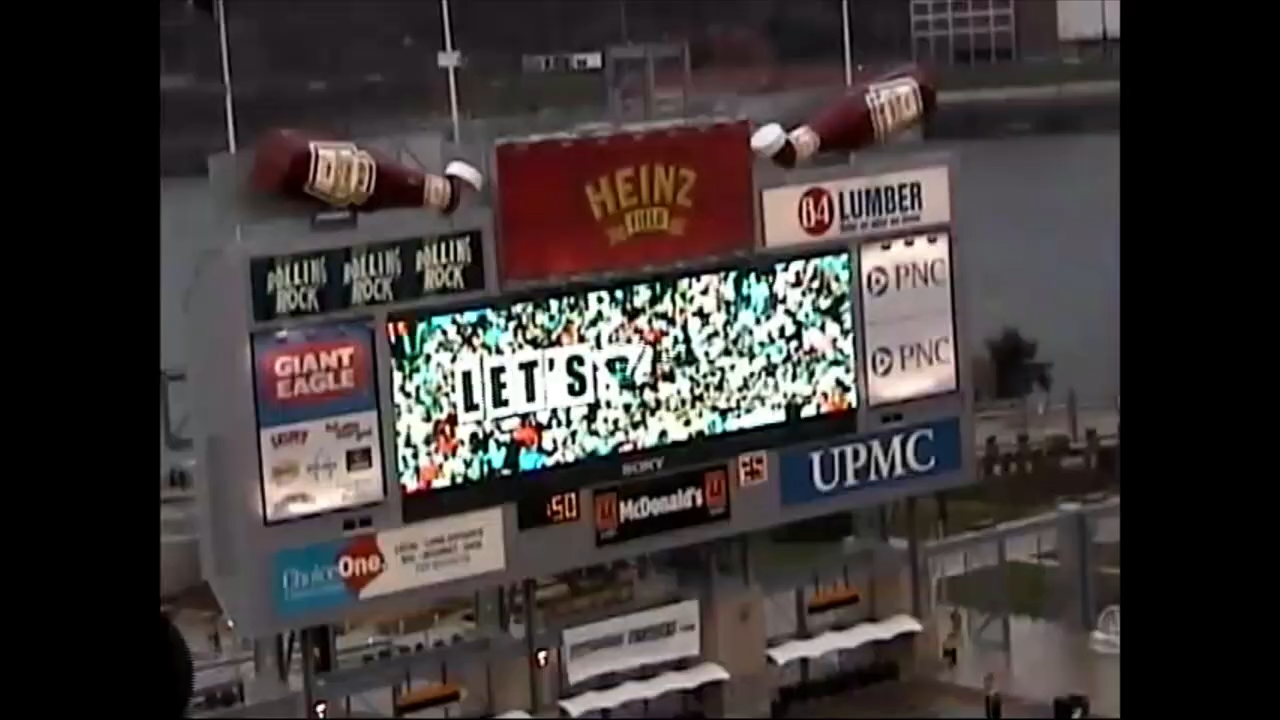 HEINZ
FIELD
84 LUMBER
ROLLING
ROCK
ROLLING
ROCK
ROLLING
ROCK
PNC
PNC
GIANT
EAGLE
LET'S
SONY
:50
McDonald's
UPMC
ChoiceOne